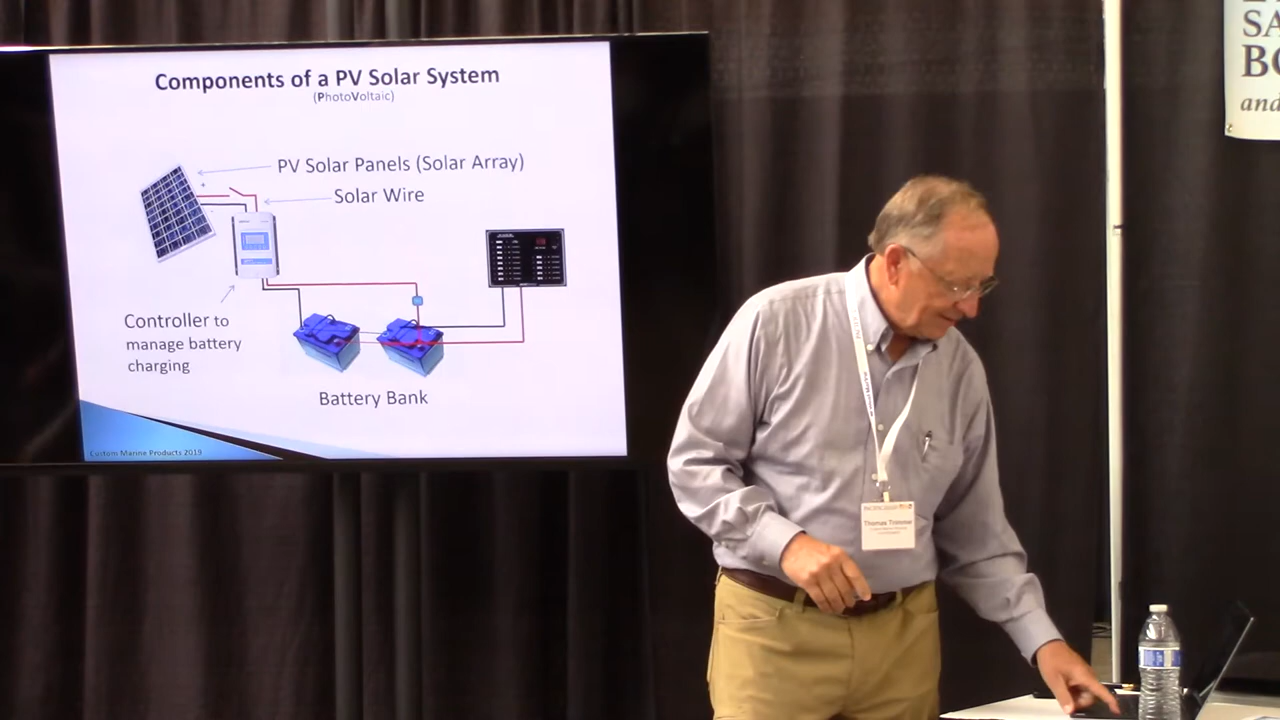 Components of a PV Solar System
(PhotoVoltaic)
PV Solar Panels (Solar Array)
Solar Wire
Controller to
manage battery
charging
Battery Bank
Custom Marine Products 2019
SA
BO
and
PACIFIC
Thomas Trimmer